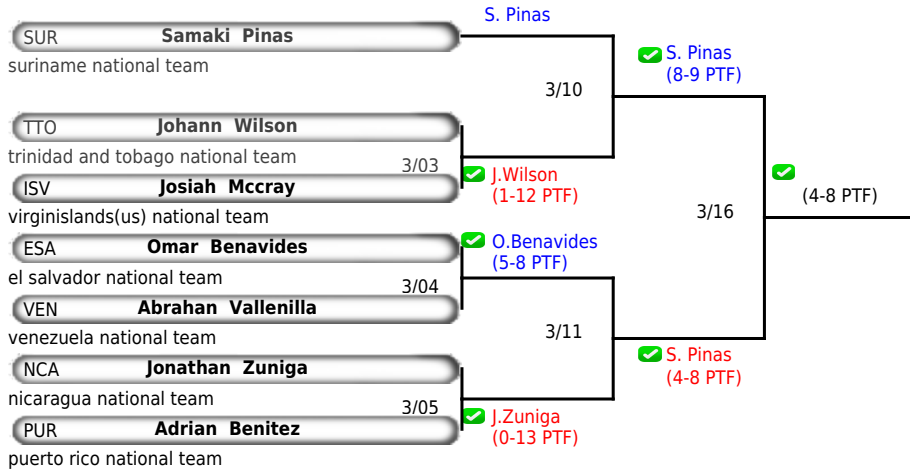 S. Pinas
SUR Samaki Pinas
suriname national team
S. Pinas
(8-9 PTF)
3/10
TTO Johann Wilson
trinidad and tobago national team
3/03
J.Wilson
(1-12 PTF)
ISV Josiah Mccray
virginislands(us) national team
(4-8 PTF)
3/16
ESA Omar Benavides
el salvador national team
O.Benavides
(5-8 PTF)
3/04
VEN Abrahan Vallenilla
venezuela national team
3/11
S. Pinas
(4-8 PTF)
NCA Jonathan Zuniga
nicaragua national team
3/05
J.Zuniga
(0-13 PTF)
PUR Adrian Benitez
puerto rico national team